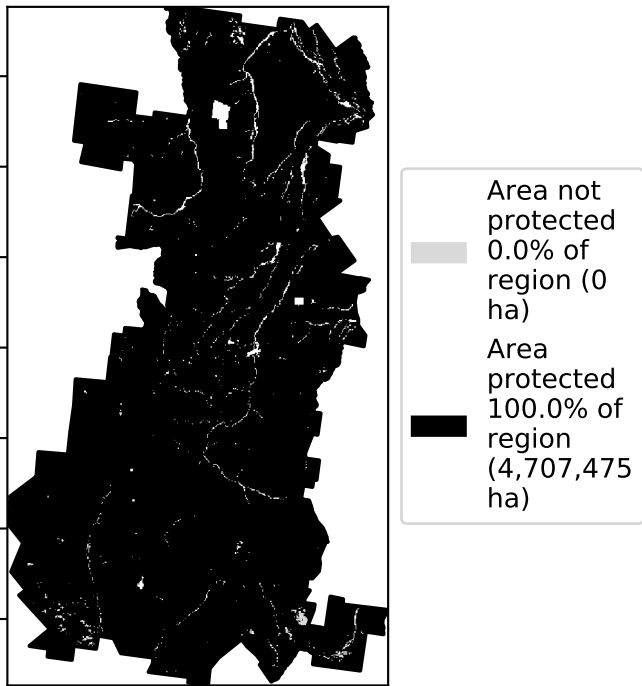 Area not
protected
0.0% of
region (0
ha)
Area
protected
100.0% of
region
(4,707,475
ha)